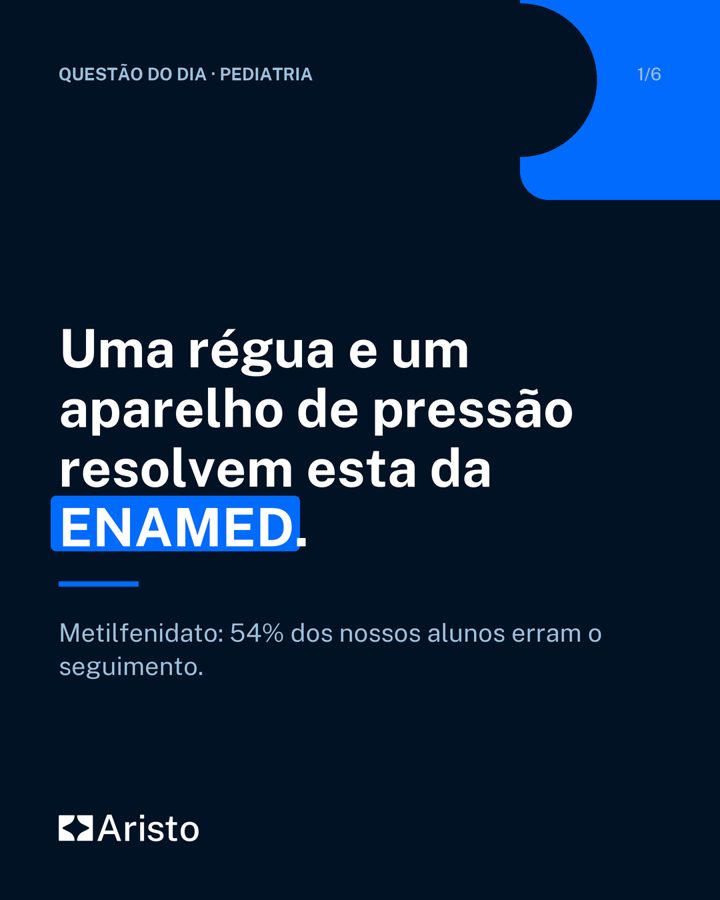 QUESTÃO DO DIA · PEDIATRIA
1/6
Uma régua e um
aparelho de pressão
resolvem esta da
ENAMED.
Metilfenidato: 54% dos nossos alunos erram o
seguimento.
Aristo